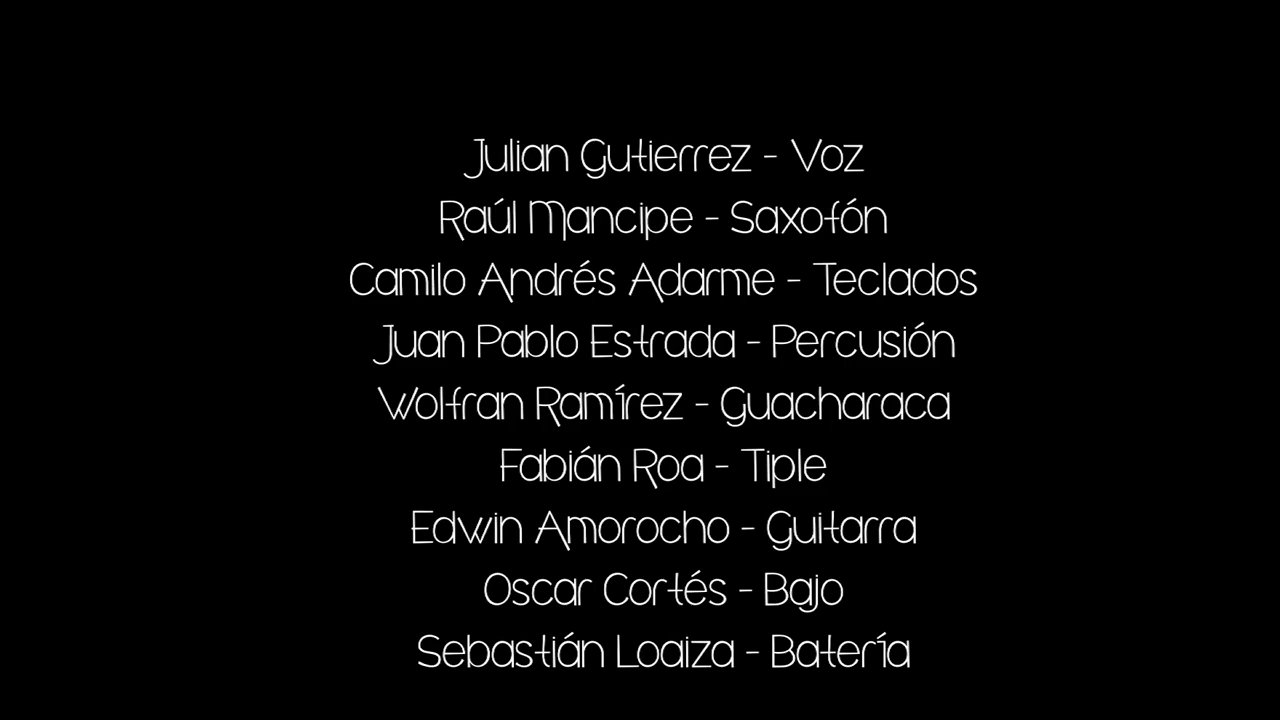 Julian Gutierrez - Voz
Raúl Mancipe - Saxofón
Camilo Andrés Adarme - Teclados
Juan Pablo Estrada - Percusión
Wolfran Ramírez - Guacharaca
Fabián Roa - Tiple
Edwin Amorocho - Guitarra
Oscar Cortés - Bajo
Sebastián Loaiza - Batería